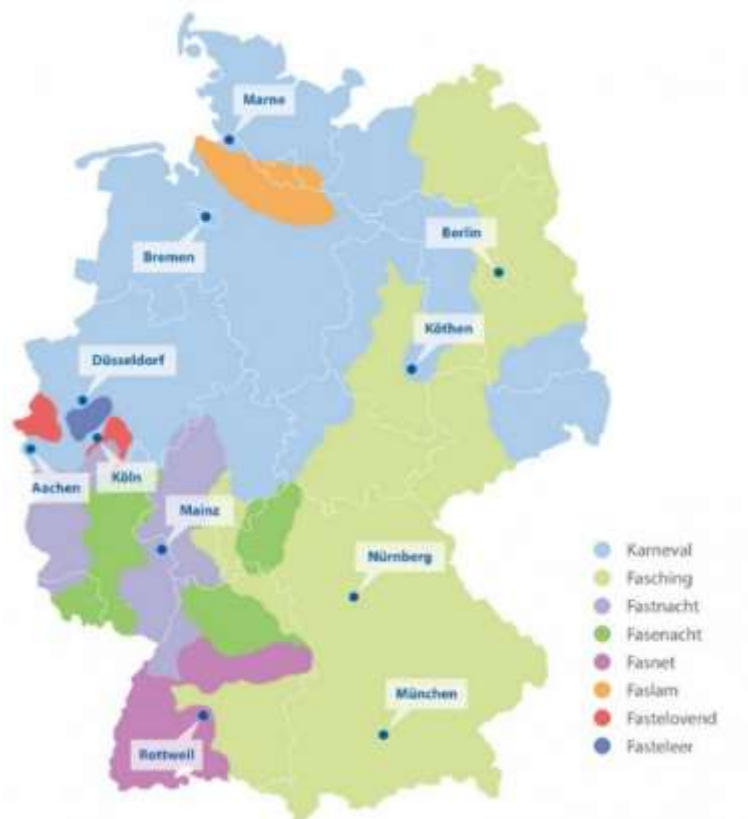 Marne
Bremen
Berlin
Köthen
Düsseldorf
Aachen
Köln
Mainz
Nürnberg
München
Rottweil
Karneval
Fasching
Fastnacht
Fasenacht
Fasnet
Faslam
Fastelovend
Fasteleer